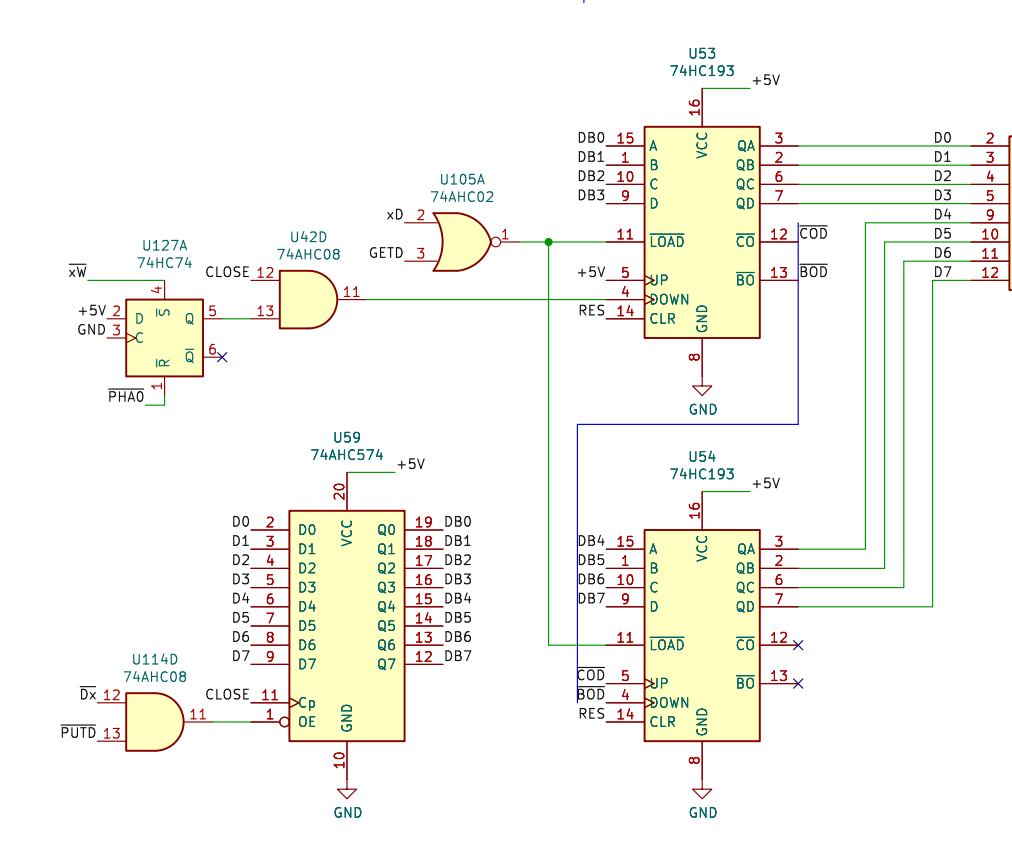 U53
74HC193
+5V
16
VCC
DB0 15 A QA 3 D0 2
DB1 1 B QB 2 D1 3
DB2 10 C QC 6 D2 4
DB3 9 D QD 7 D3 5
D4 9
11 LOAD CO 12 COD
D5 10
D6 11
+5V 5 UP BO 13 BOD
D7 12
4 DOWN
RES 14 CLR
GND
8
GND
U105A
74AHC02
xD 2
1
GETD 3
U127A
74HC74
xW
4
S
+5V 2 D Q 5
GND 3 C
Q 6
R
1
PHA0
U42D
74AHC08
CLOSE 12
11
13
U59
74AHC574
+5V
20
VCC
D0 2 D0 Q0 19 DB0
D1 3 D1 Q1 18 DB1
D2 4 D2 Q2 17 DB2
D3 5 D3 Q3 16 DB3
D4 6 D4 Q4 15 DB4
D5 7 D5 Q5 14 DB5
D6 8 D6 Q6 13 DB6
D7 9 D7 Q7 12 DB7
CLOSE 11 Cp
1 OE
GND
10
GND
U114D
74AHC08
Dx 12
11
PUTD 13
U54
74HC193
+5V
16
VCC
DB4 15 A QA 3
DB5 1 B QB 2
DB6 10 C QC 6
DB7 9 D QD 7
11 LOAD CO 12
COD 5 UP BO 13
BOD 4 DOWN
RES 14 CLR
GND
8
GND